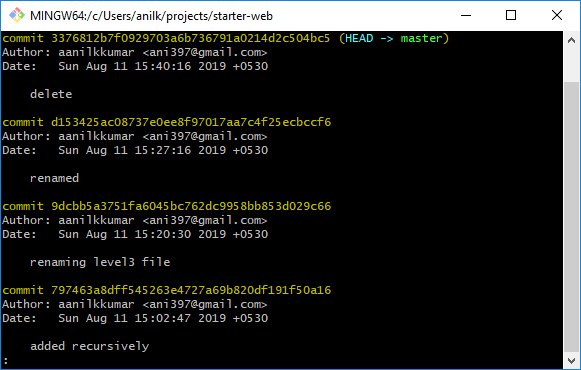 MINGW64:/c/Users/anilk/projects/starter-web
commit 3376812b7f0929703a6b736791a0214d2c504bc5 (HEAD -> master)
Author: aanilkkumar <ani397@gmail.com>
Date:   Sun Aug 11 15:40:16 2019 +0530
delete
commit d153425ac08737e0ee8f97017aa7c4f25ecbccf6
Author: aanilkkumar <ani397@gmail.com>
Date:   Sun Aug 11 15:27:16 2019 +0530
renamed
commit 9dcbb5a3751fa6045bc762dc9958bb853d029c66
Author: aanilkkumar <ani397@gmail.com>
Date:   Sun Aug 11 15:20:30 2019 +0530
renaming level3 file
commit 797463a8dff545263e4727a69b820df191f50a16
Author: aanilkkumar <ani397@gmail.com>
Date:   Sun Aug 11 15:02:47 2019 +0530
added recursively
: